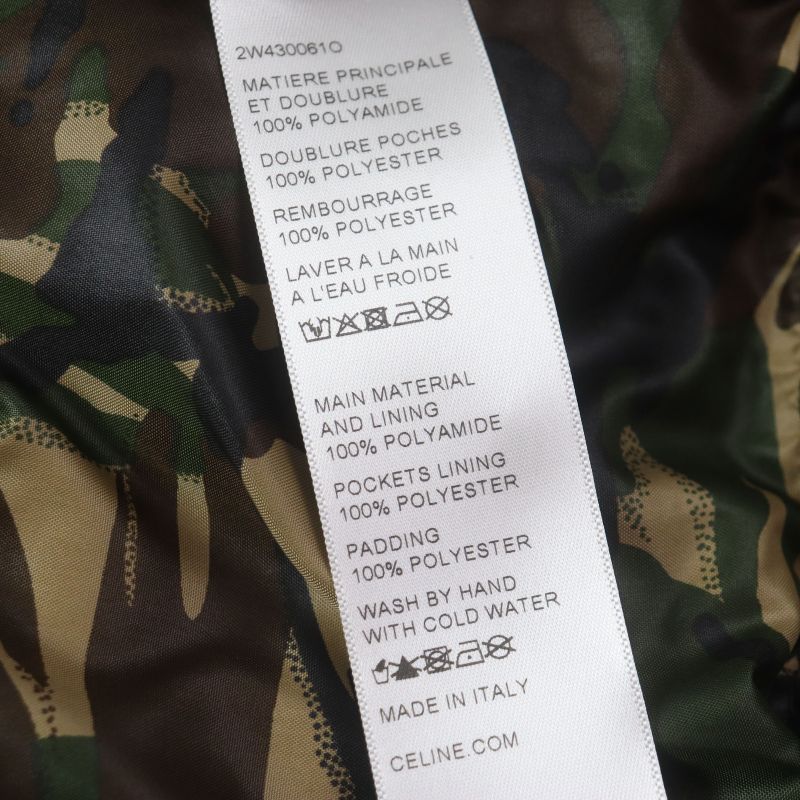 2W430061O
MATIERE PRINCIPALE
ET DOUBLURE
100% POLYAMIDE
DOUBLURE POCHES
100% POLYESTER
REMBOURRAGE
100% POLYESTER
LAVER A LA MAIN
A L'EAU FROIDE
MAIN MATERIAL
AND LINING
100% POLYAMIDE
POCKETS LINING
100% POLYESTER
PADDING
100% POLYESTER
WASH BY HAND
WITH COLD WATER
MADE IN ITALY
CELINE.COM